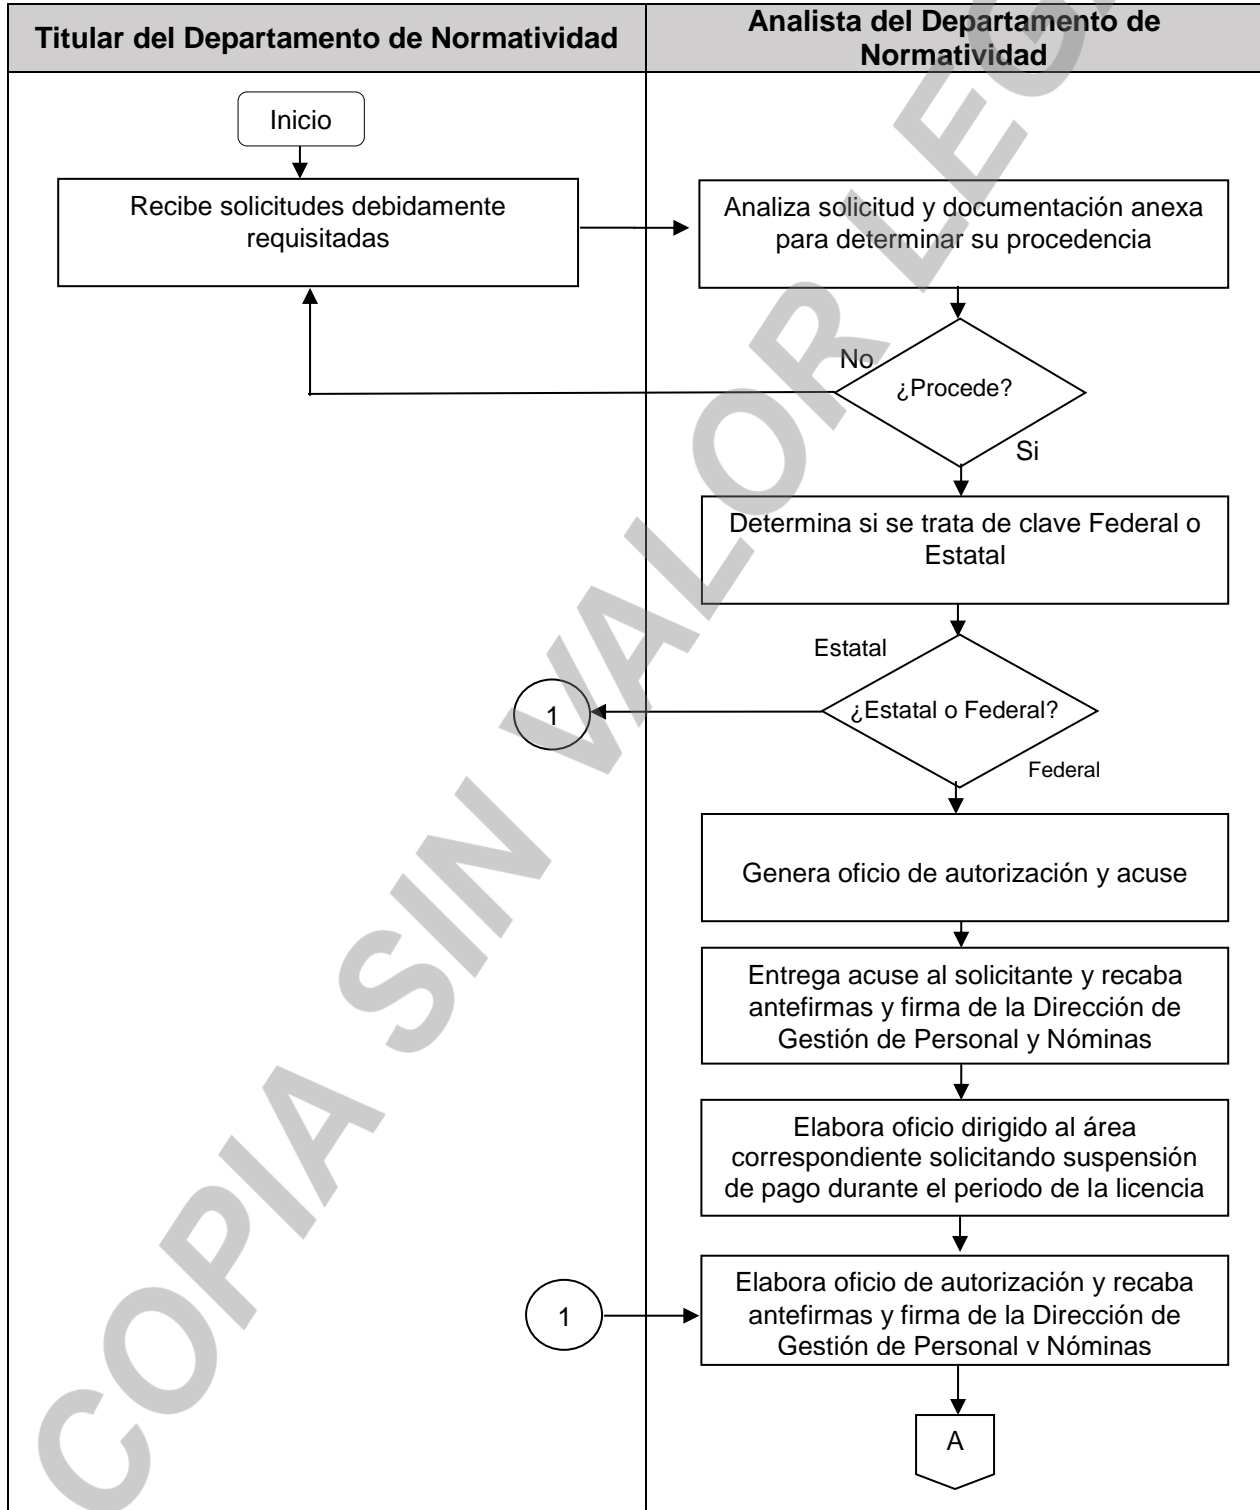 Titular del Departamento de Normatividad
Analista del Departamento de
Normatividad
Inicio
Recibe solicitudes debidamente
requisitadas
Analiza solicitud y documentación anexa
para determinar su procedencia
No
¿Procede?
Si
Determina si se trata de clave Federal o
Estatal
Estatal
¿Estatal o Federal?
1
Federal
Genera oficio de autorización y acuse
Entrega acuse al solicitante y recaba
antefirmas y firma de la Dirección de
Gestión de Personal y Nóminas
Elabora oficio dirigido al área
correspondiente solicitando suspensión
de pago durante el periodo de la licencia
1
Elabora oficio de autorización y recaba
antefirmas y firma de la Dirección de
Gestión de Personal y Nóminas
A
COPIA SIN VALOR LEG